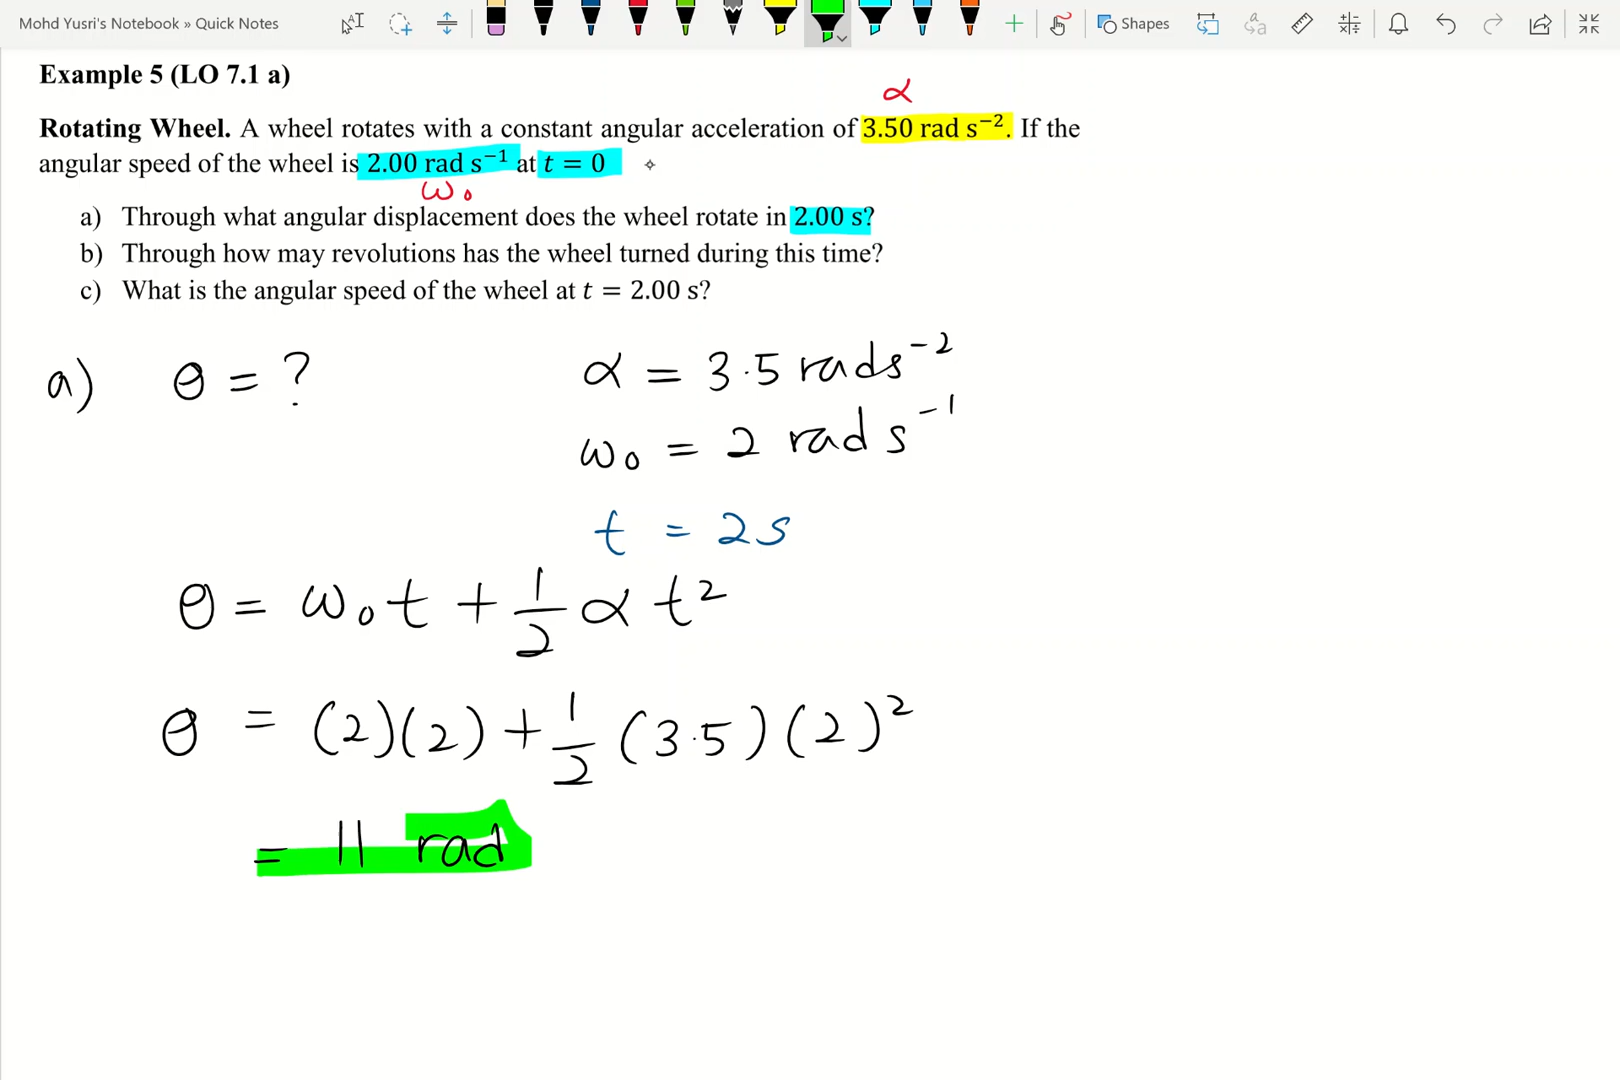 Mohd Yusri's Notebook » Quick Notes
Shapes
Example 5 (LO 7.1 a)
α
Rotating Wheel. A wheel rotates with a constant angular acceleration of 3.50 rad s⁻². If the
angular speed of the wheel is 2.00 rad s⁻¹ at t = 0
ω₀
a) Through what angular displacement does the wheel rotate in 2.00 s?
b) Through how may revolutions has the wheel turned during this time?
c) What is the angular speed of the wheel at t = 2.00 s?
a) θ = ?
α = 3.5 rads⁻²
ω₀ = 2 rad s⁻¹
t = 2s
θ = ω₀t + 1/2 α t²
θ = (2)(2) + 1/2 (3.5)(2)²
= 11 rad